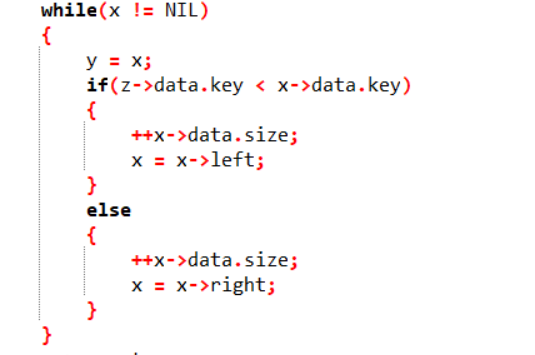 while(x != NIL)
{
y = x;
if(z->data.key < x->data.key)
{
++x->data.size;
x = x->left;
}
else
{
++x->data.size;
x = x->right;
}
}